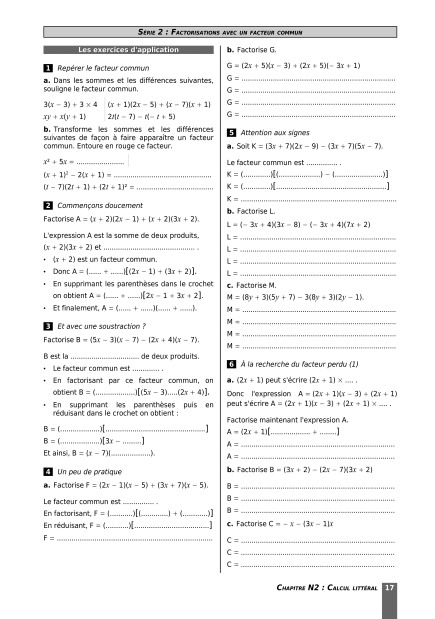 SÉRIE 2 : FACTORISATIONS AVEC UN FACTEUR COMMUN
Les exercices d'application
1 Repérer le facteur commun
a. Dans les sommes et les différences suivantes,
souligne le facteur commun.
3(x − 3) + 3 × 4 (x + 1)(2x − 5) + (x − 7)(x + 1)
xy + x(y + 1) 2t(t − 7) − t(− t + 5)
b. Transforme les sommes et les différences
suivantes de façon à faire apparaître un facteur
commun. Entoure en rouge ce facteur.
x² + 5x = .......................
(x + 1)² − 2(x + 1) = ...............................................
(t − 7)(2t + 1) + (2t + 1)² = ......................................
2 Commençons doucement
Factorise A = (x + 2)(2x − 1) + (x + 2)(3x + 2).
L'expression A est la somme de deux produits,
(x + 2)(3x + 2) et ............................................ .
• (x + 2) est un facteur commun.
• Donc A = (...... + ......)[(2x − 1) + (3x + 2)].
• En supprimant les parenthèses dans le crochet
on obtient A = (...... + ......)[2x − 1 + 3x + 2].
• Et finalement, A = (...... + ......)(...... + ......).
3 Et avec une soustraction ?
Factorise B = (5x − 3)(x − 7) − (2x + 4)(x − 7).
B est la ................................ de deux produits.
• Le facteur commun est ............. .
• En factorisant par ce facteur commun, on
obtient B = (....................)[(5x − 3).....(2x + 4)].
• En supprimant les parenthèses puis en
réduisant dans le crochet on obtient :
B = (...................)[...............................................]
B = (...................)[3x − .........]
Et ainsi, B = (x − 7)(....................).
4 Un peu de pratique
a. Factorise F = (2x − 1)(x − 5) + (3x + 7)(x − 5).
Le facteur commun est ............... .
En factorisant, F = (...........)[(.............) + (............)]
En réduisant, F = (...........)[....................................]
F = ..........................................................................
b. Factorise G.
G = (2x + 5)(x − 3) + (2x + 5)(− 3x + 1)
G = .........................................................................
G = .........................................................................
G = .........................................................................
G = .........................................................................
5 Attention aux signes
a. Soit K = (3x + 7)(2x − 9) − (3x + 7)(5x − 7).
Le facteur commun est ............... .
K = (.............)[(....................) − (...................)]
K = (.............)[....................................................]
K = .........................................................................
b. Factorise L.
L = (− 3x + 4)(3x − 8) − (− 3x + 4)(7x + 2)
L = .........................................................................
L = .........................................................................
L = .........................................................................
L = .........................................................................
c. Factorise M.
M = (8y + 3)(5y + 7) − 3(8y + 3)(2y − 1).
M = .........................................................................
M = .........................................................................
M = .........................................................................
M = .........................................................................
6 À la recherche du facteur perdu (1)
a. (2x + 1) peut s'écrire (2x + 1) × .... .
Donc l'expression A = (2x + 1)(x − 3) + (2x + 1)
peut s'écrire A = (2x + 1)(x − 3) + (2x + 1) × .... .
Factorise maintenant l'expression A.
A = (2x + 1)[................... + ........]
A = .........................................................................
A = .........................................................................
b. Factorise B = (3x + 2) − (2x − 7)(3x + 2)
B = .........................................................................
B = .........................................................................
B = .........................................................................
c. Factorise C = − x − (3x − 1)x
C = .........................................................................
C = .........................................................................
C = .........................................................................
CHAPITRE N2 : CALCUL LITTÉRAL 17